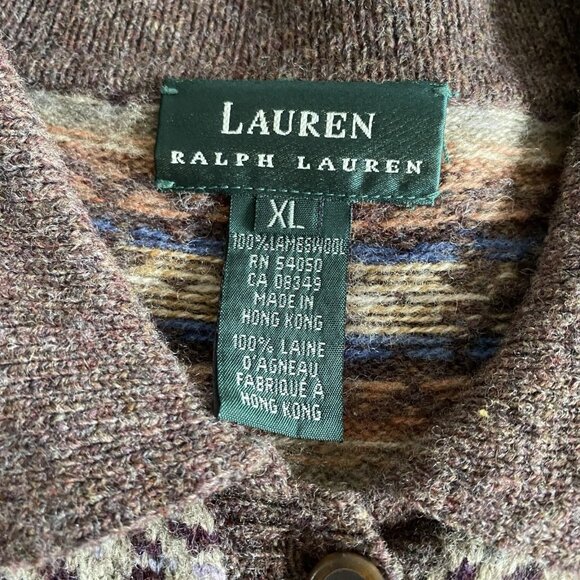 LAUREN
RALPH LAUREN
XL
100% LAMBSWOOL
RN 54050
CA 08349
MADE IN
HONG KONG
100% LAINE
D'AGNEAU
FABRIQUÉ À
HONG KONG